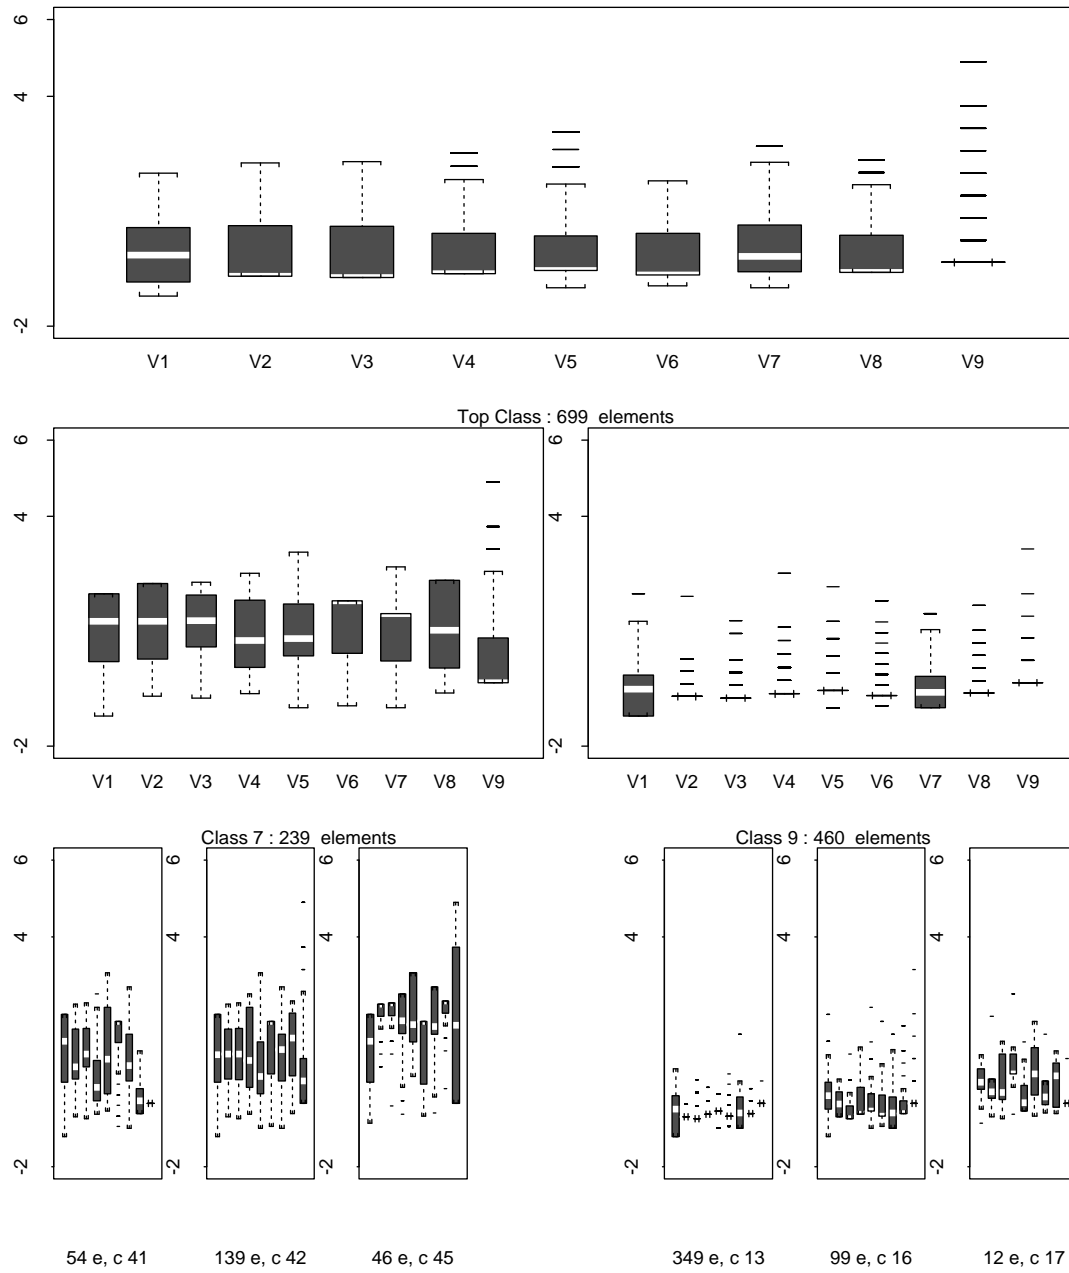 6
4
-2
V1 V2 V3 V4 V5 V6 V7 V8 V9
Top Class : 699 elements
6 6
4 4
-2 -2
V1 V2 V3 V4 V5 V6 V7 V8 V9 V1 V2 V3 V4 V5 V6 V7 V8 V9
Class 7 : 239 elements Class 9 : 460 elements
6 6 6 6 6 6
4 4 4 4 4 4
-2 -2 -2 -2 -2 -2
54 e, c 41 139 e, c 42 46 e, c 45 349 e, c 13 99 e, c 16 12 e, c 17